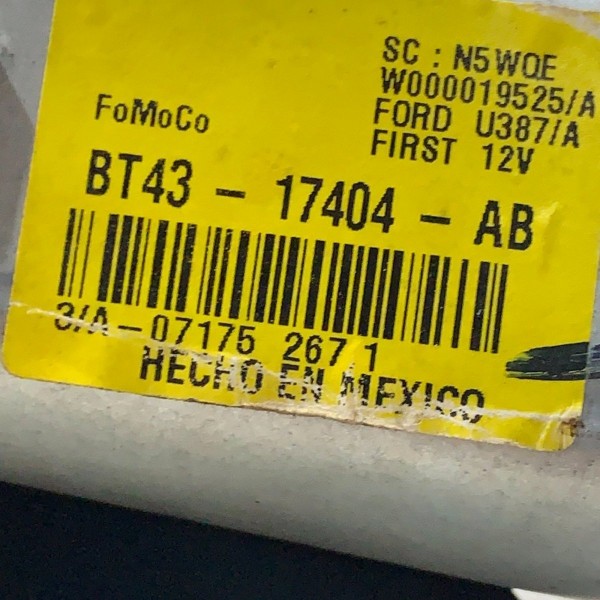 SC : N5WQE
W000019525/A
FORD U387/A
FIRST 12V
FoMoCo
BT43 - 17404 - AB
3/A-07175 267 1
HECHO EN MEXICO